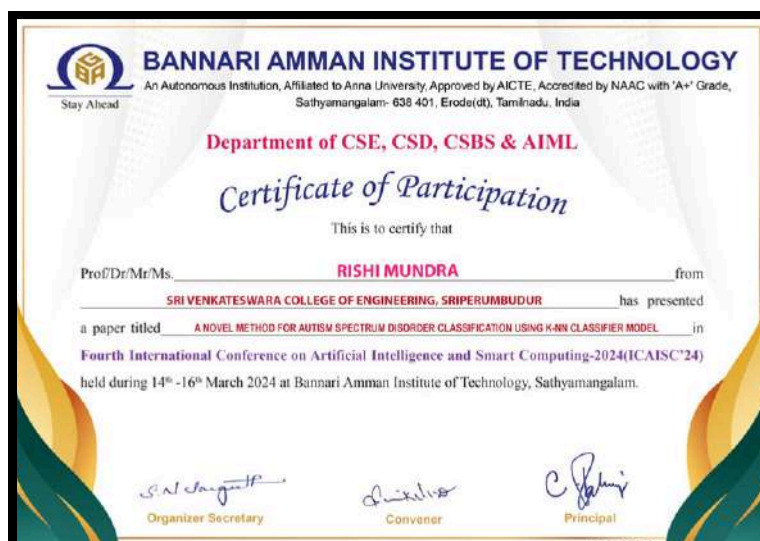 BANNARI AMMAN INSTITUTE OF TECHNOLOGY
An Autonomous Institution, Affiliated to Anna University, Approved by AICTE, Accredited by NAAC with 'A+' Grade,
Stay Ahead
Sathyamangalam- 638 401, Erode(dt), Tamilnadu, India
Department of CSE, CSD, CSBS & AIML
Certificate of Participation
This is to certify that
Prof/Dr/Mr/Ms. RISHI MUNDRA from
SRI VENKATESWARA COLLEGE OF ENGINEERING, SRIPERUMBUDUR has presented
a paper titled A NOVEL METHOD FOR AUTISM SPECTRUM DISORDER CLASSIFICATION USING K-NN CLASSIFIER MODEL in
Fourth International Conference on Artificial Intelligence and Smart Computing-2024(ICAISC'24)
held during 14th -16th March 2024 at Bannari Amman Institute of Technology, Sathyamangalam.
Organizer Secretary
Convener
Principal